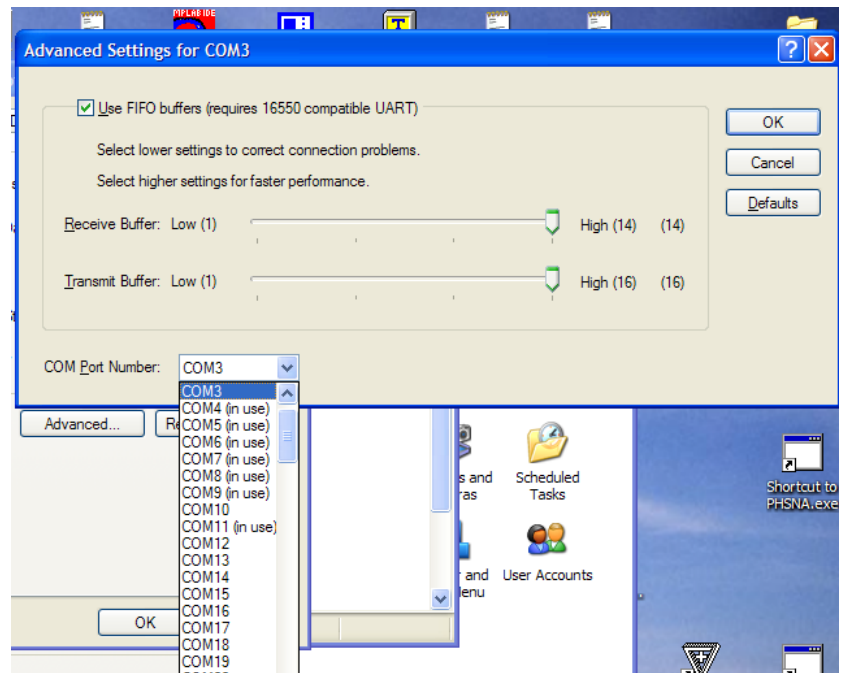 MPLAB IDE
Advanced Settings for COM3
Use FIFO buffers (requires 16550 compatible UART)
Select lower settings to correct connection problems.
Select higher settings for faster performance.
Receive Buffer: Low (1) High (14) (14)
Transmit Buffer: Low (1) High (16) (16)
OK
Cancel
Defaults
COM Port Number: COM3
COM3
COM4 (in use)
COM5 (in use)
COM6 (in use)
COM7 (in use)
COM8 (in use)
COM9 (in use)
COM10
COM11 (in use)
COM12
COM13
COM14
COM15
COM16
COM17
COM18
COM19
Advanced...
OK
s and
ras
Scheduled
Tasks
and
User Accounts
Shortcut to
PHSNA.exe